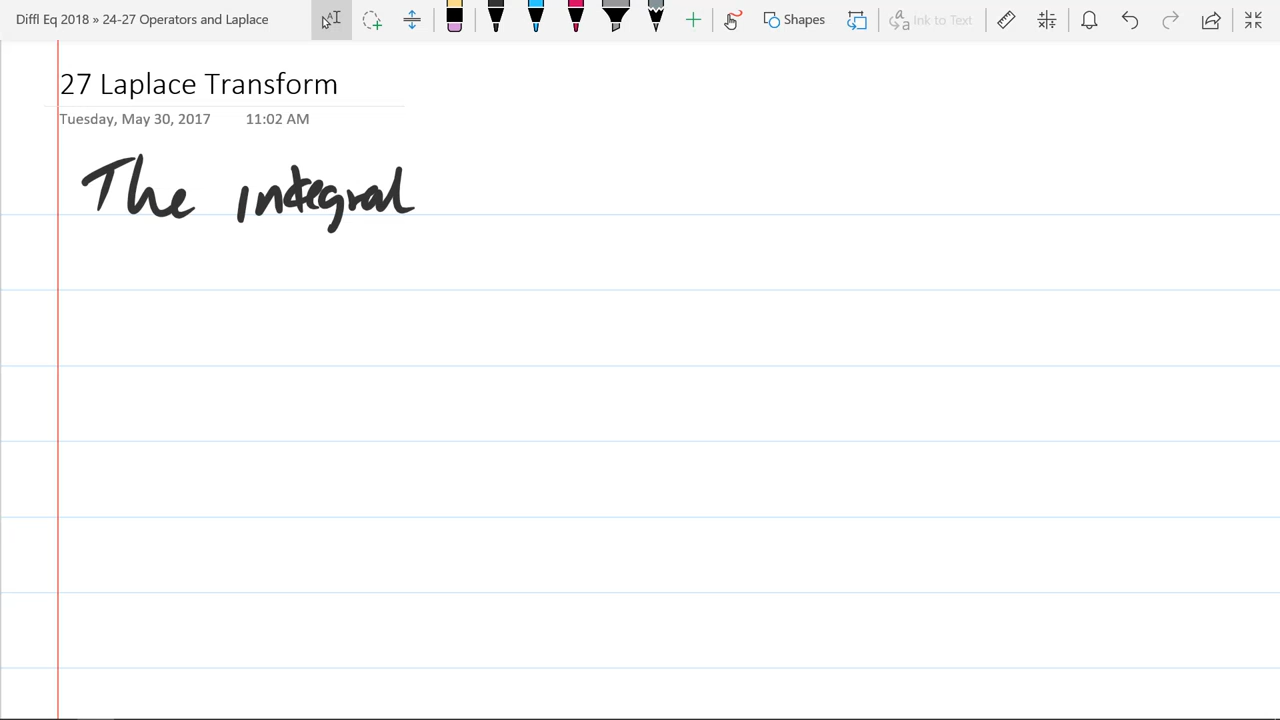 Diffl Eq 2018 » 24-27 Operators and Laplace
Shapes
Ink to Text
27 Laplace Transform
Tuesday, May 30, 2017 11:02 AM
The integral